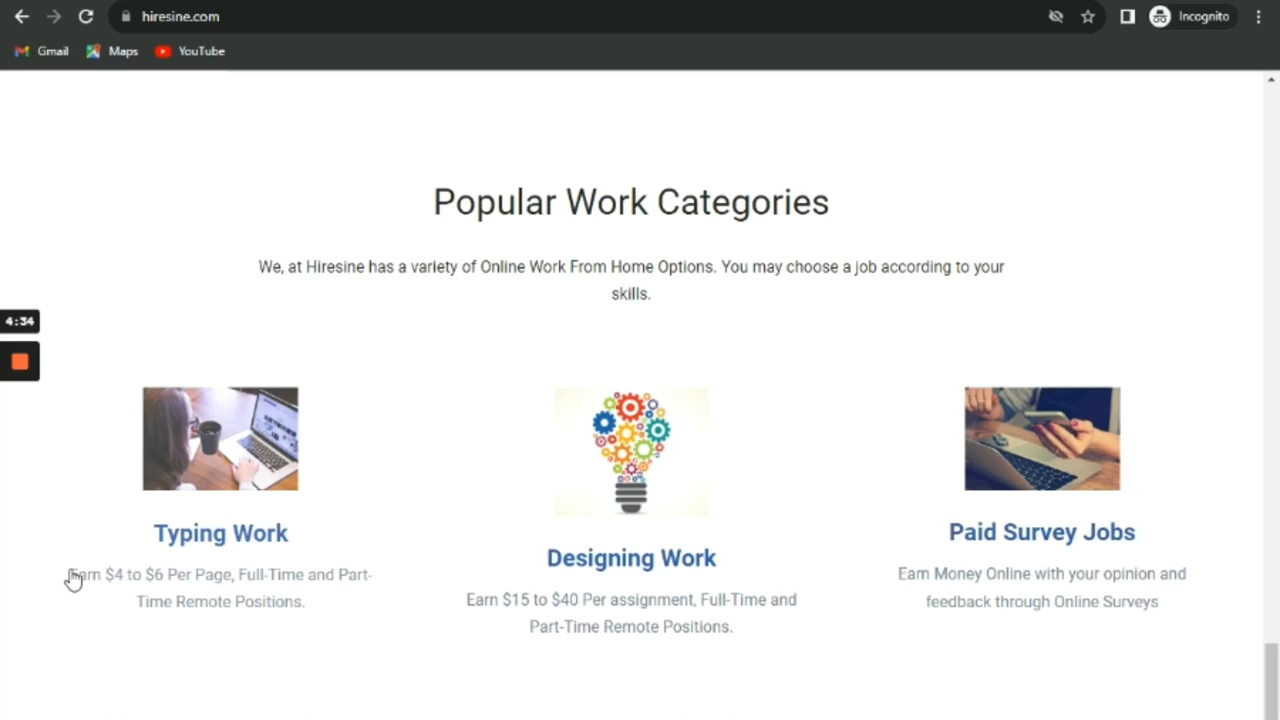 hiresine.com
Incognito
Gmail
Maps
YouTube
Popular Work Categories
We, at Hiresine has a variety of Online Work From Home Options. You may choose a job according to your
skills.
4:34
Typing Work
Earn $4 to $6 Per Page, Full-Time and Part-
Time Remote Positions.
Designing Work
Earn $15 to $40 Per assignment, Full-Time and
Part-Time Remote Positions.
Paid Survey Jobs
Earn Money Online with your opinion and
feedback through Online Surveys